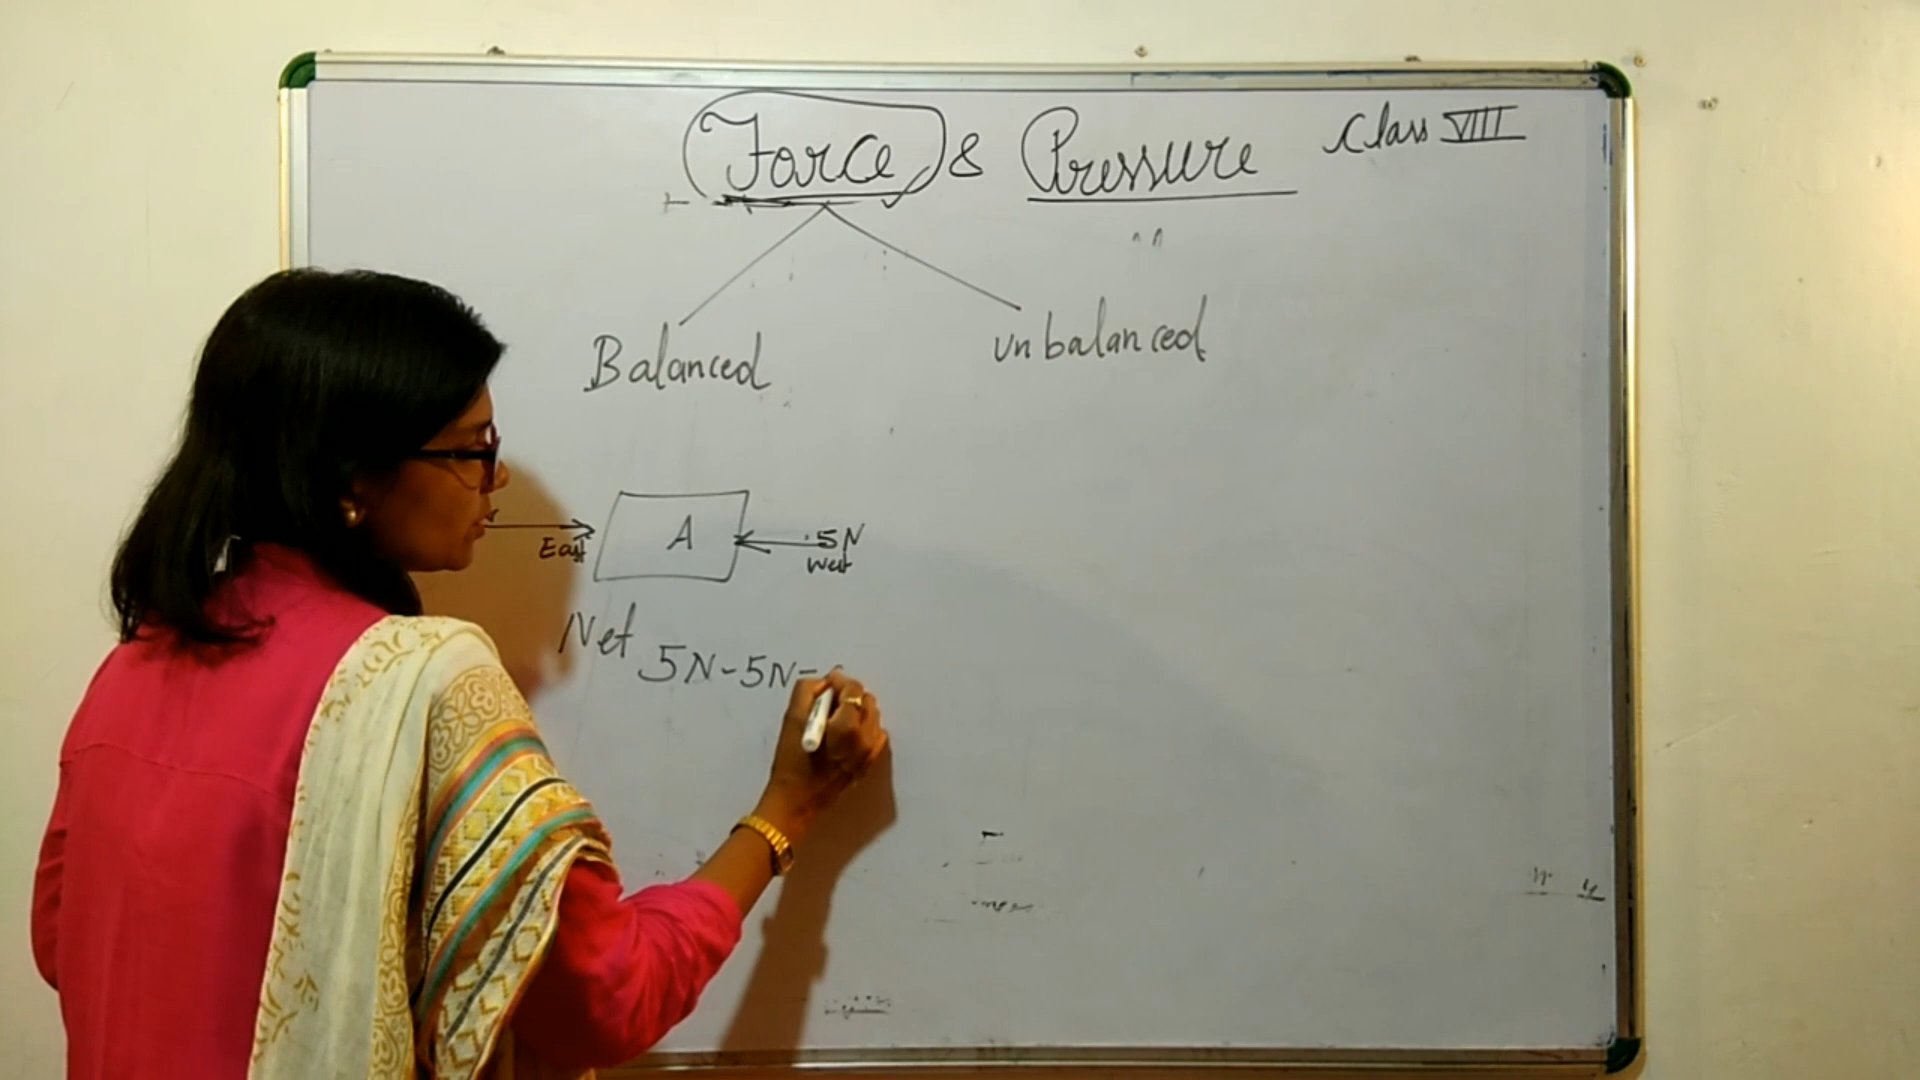 Force & Pressure Class VIII
Balanced
unbalanced
A
5N
East
West
Net
5N-5N=